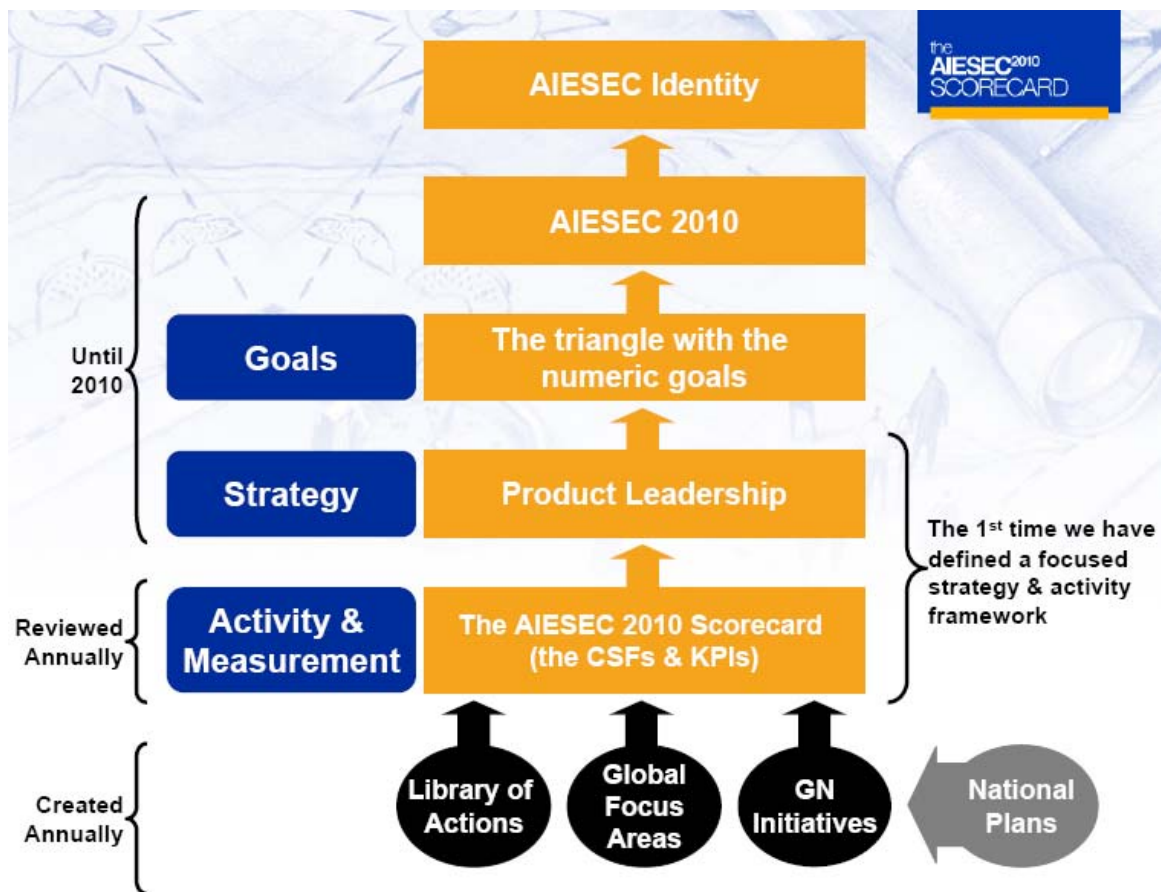 the
AIESEC2010
SCORECARD
AIESEC Identity
AIESEC 2010
Until
2010
Goals
The triangle with the
numeric goals
Strategy
Product Leadership
The 1st time we have
defined a focused
strategy & activity
framework
Reviewed
Annually
Activity &
Measurement
The AIESEC 2010 Scorecard
(the CSFs & KPIs)
Created
Annually
Library of
Actions
Global
Focus
Areas
GN
Initiatives
National
Plans